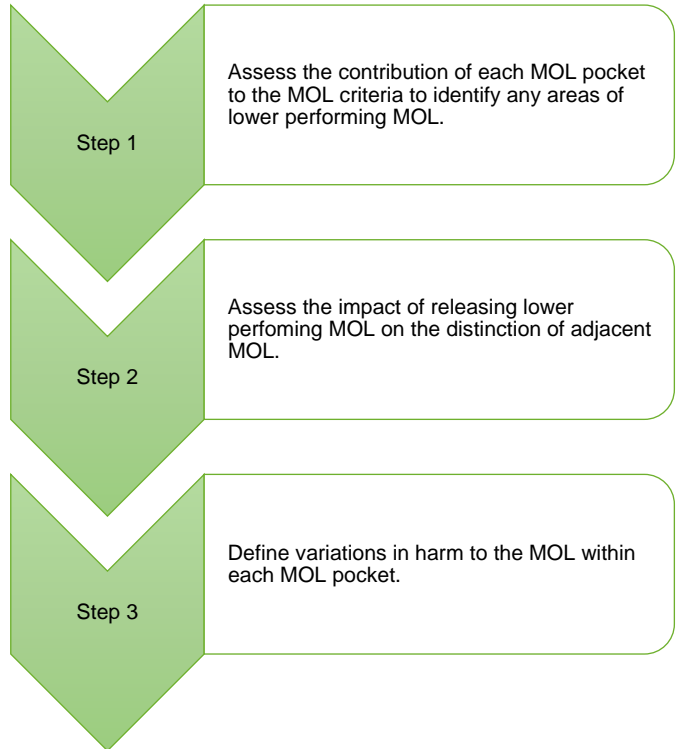 Step 1
Assess the contribution of each MOL pocket
to the MOL criteria to identify any areas of
lower performing MOL.
Step 2
Assess the impact of releasing lower
perfoming MOL on the distinction of adjacent
MOL.
Step 3
Define variations in harm to the MOL within
each MOL pocket.